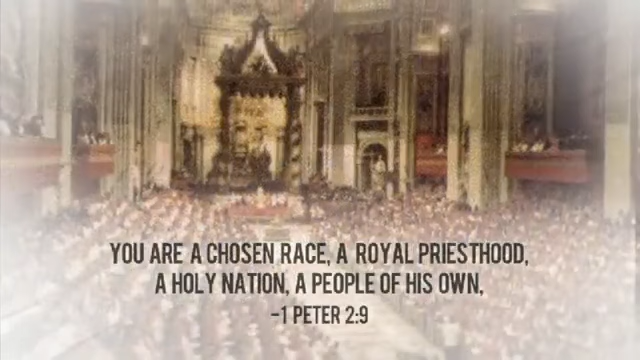 YOU ARE A CHOSEN RACE, A ROYAL PRIESTHOOD,
A HOLY NATION, A PEOPLE OF HIS OWN,
-1 PETER 2:9